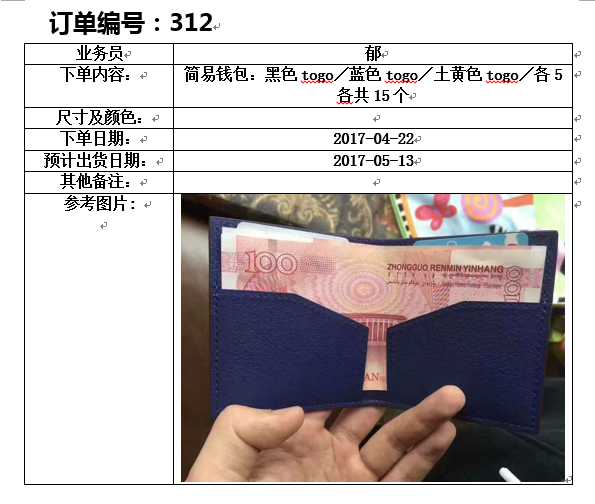 订单编号：312
业务员 郁
下单内容： 简易钱包：黑色 togo／蓝色 togo／土黄色 togo／各 5
各共 15 个
尺寸及颜色：
下单日期： 2017-04-22
预计出货日期： 2017-05-13
其他备注：
参考图片：
100
ZHONGGUO RENMIN YINHANG
100
AN